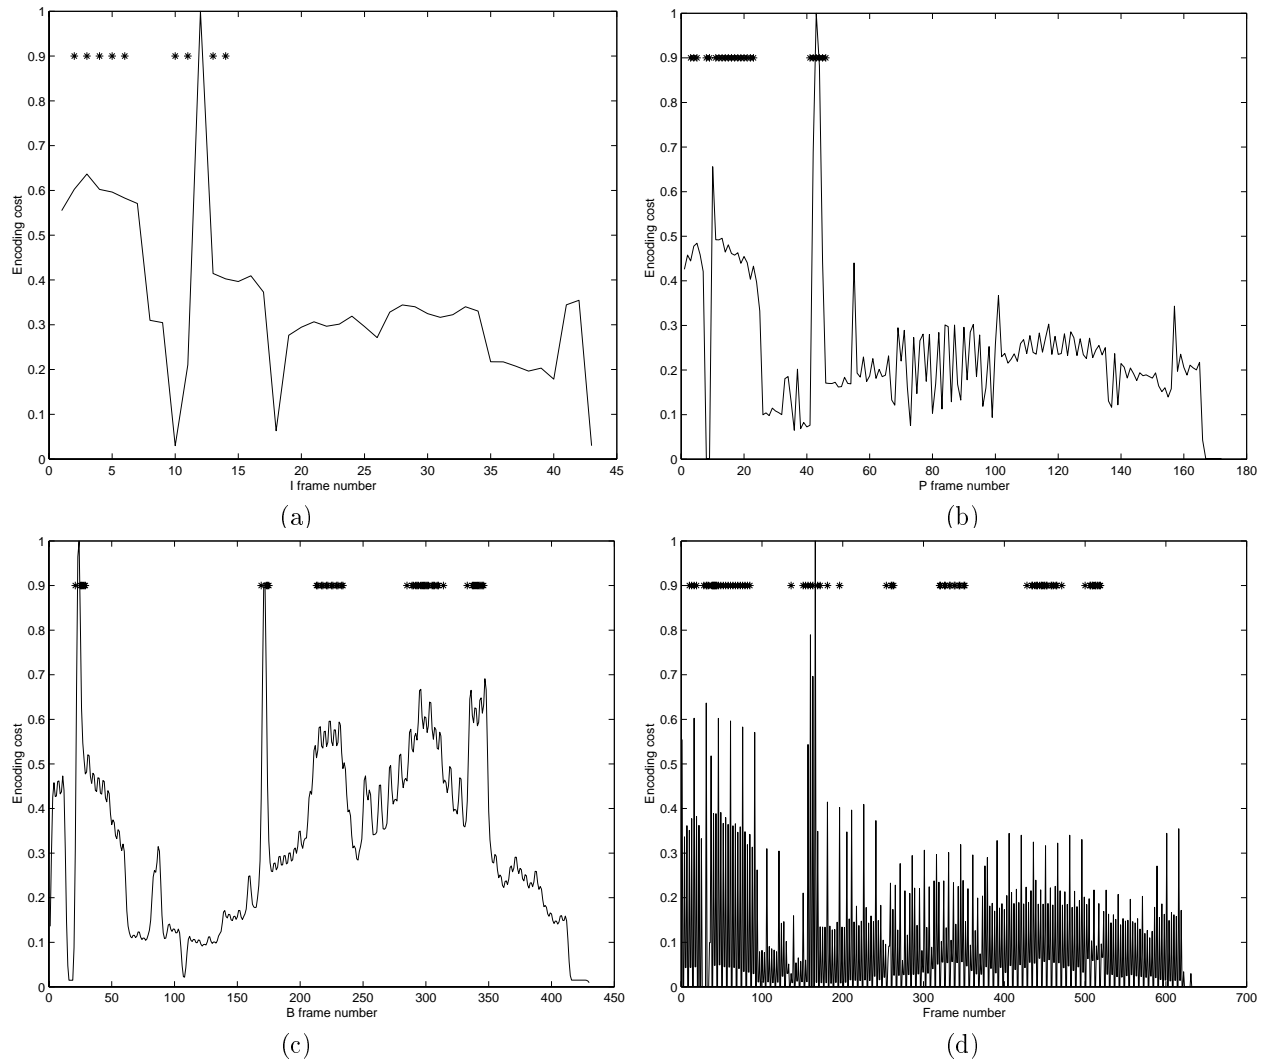 1
0.9
0.8
0.7
0.6
0.5
0.4
0.3
0.2
0.1
0
Encoding cost
0 5 10 15 20 25 30 35 40 45
I frame number
(a)
1
0.9
0.8
0.7
0.6
0.5
0.4
0.3
0.2
0.1
0
Encoding cost
0 20 40 60 80 100 120 140 160 180
P frame number
(b)
1
0.9
0.8
0.7
0.6
0.5
0.4
0.3
0.2
0.1
0
Encoding cost
0 50 100 150 200 250 300 350 400 450
B frame number
(c)
1
0.9
0.8
0.7
0.6
0.5
0.4
0.3
0.2
0.1
0
Encoding cost
0 100 200 300 400 500 600 700
Frame number
(d)